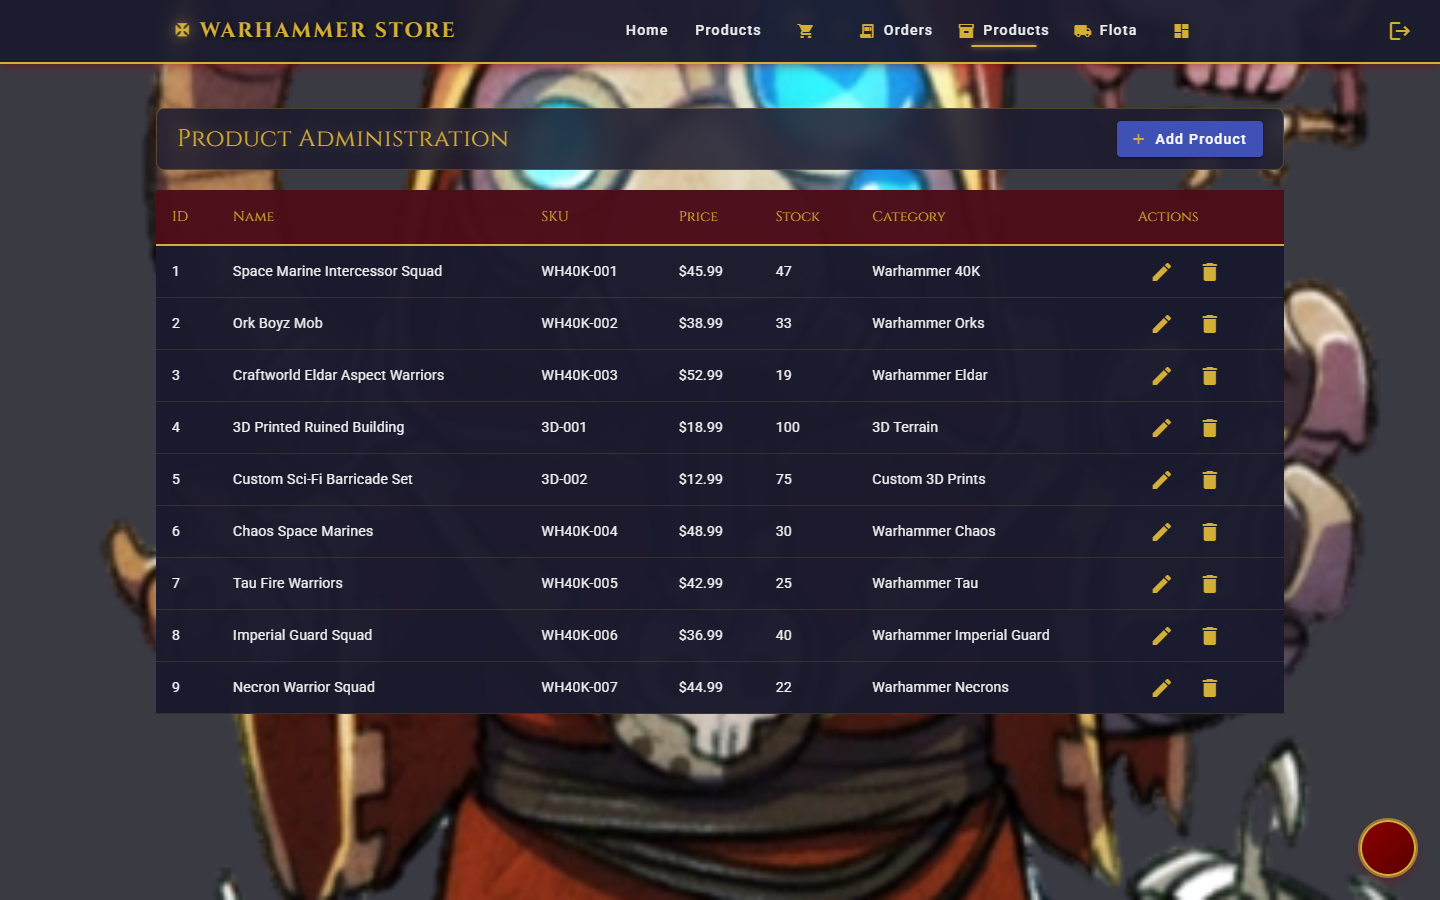 ✠ WARHAMMER STORE Home Products Orders Products Flota
Product Administration + Add Product
ID Name SKU Price Stock Category Actions
1 Space Marine Intercessor Squad WH40K-001 $45.99 47 Warhammer 40K
2 Ork Boyz Mob WH40K-002 $38.99 33 Warhammer Orks
3 Craftworld Eldar Aspect Warriors WH40K-003 $52.99 19 Warhammer Eldar
4 3D Printed Ruined Building 3D-001 $18.99 100 3D Terrain
5 Custom Sci-Fi Barricade Set 3D-002 $12.99 75 Custom 3D Prints
6 Chaos Space Marines WH40K-004 $48.99 30 Warhammer Chaos
7 Tau Fire Warriors WH40K-005 $42.99 25 Warhammer Tau
8 Imperial Guard Squad WH40K-006 $36.99 40 Warhammer Imperial Guard
9 Necron Warrior Squad WH40K-007 $44.99 22 Warhammer Necrons